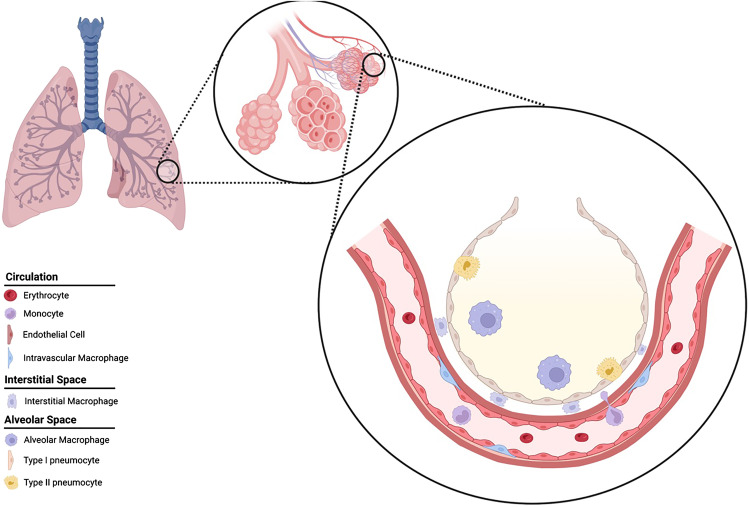 Circulation
Erythrocyte
Monocyte
Endothelial Cell
Intravascular Macrophage
Interstitial Space
Interstitial Macrophage
Alveolar Space
Alveolar Macrophage
Type I pneumocyte
Type II pneumocyte